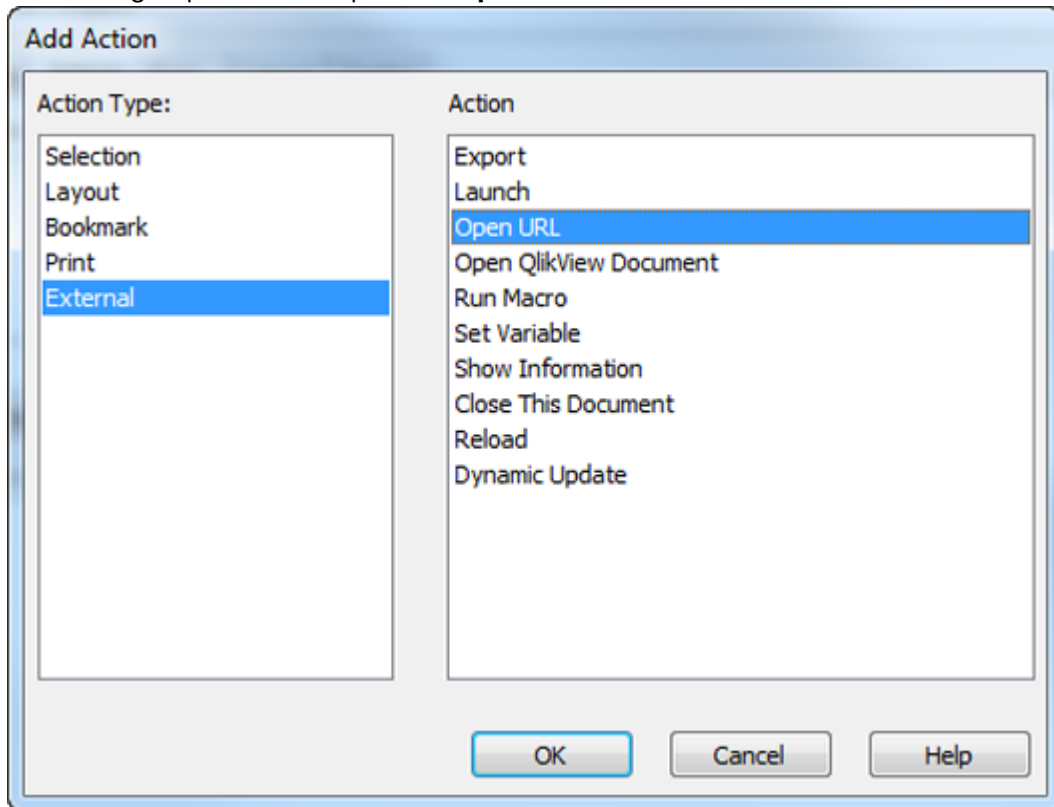 Add Action
Action Type:
Selection
Layout
Bookmark
Print
External
Action
Export
Launch
Open URL
Open QlikView Document
Run Macro
Set Variable
Show Information
Close This Document
Reload
Dynamic Update
OK
Cancel
Help